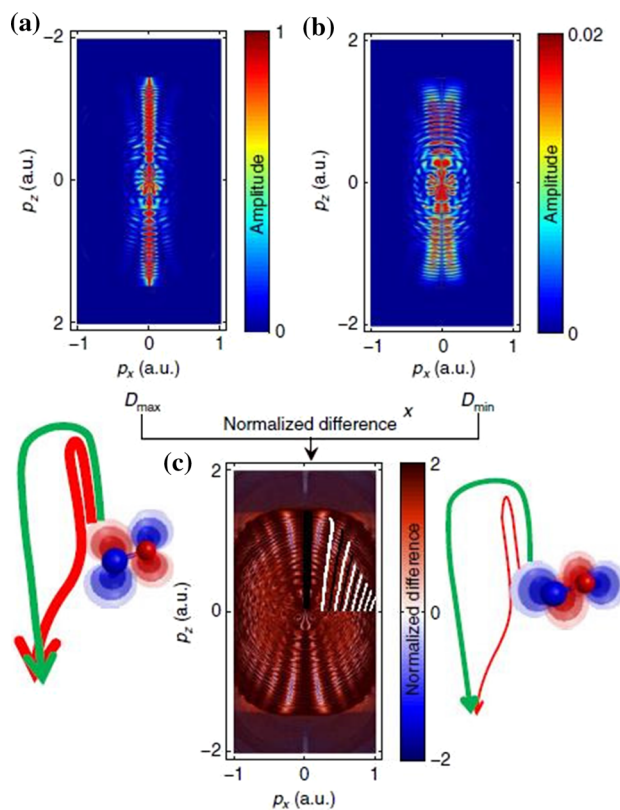 (a)
(b)
−2
0
2
p_z (a.u.)
−1
0
1
p_x (a.u.)
1
Amplitude
0
2
0
−2
p_z (a.u.)
−1
0
1
p_x (a.u.)
0.02
Amplitude
0
D_max
Normalized difference
x
D_min
(c)
2
0
−2
p_z (a.u.)
−1
0
1
p_x (a.u.)
2
0
−2
Normalized difference